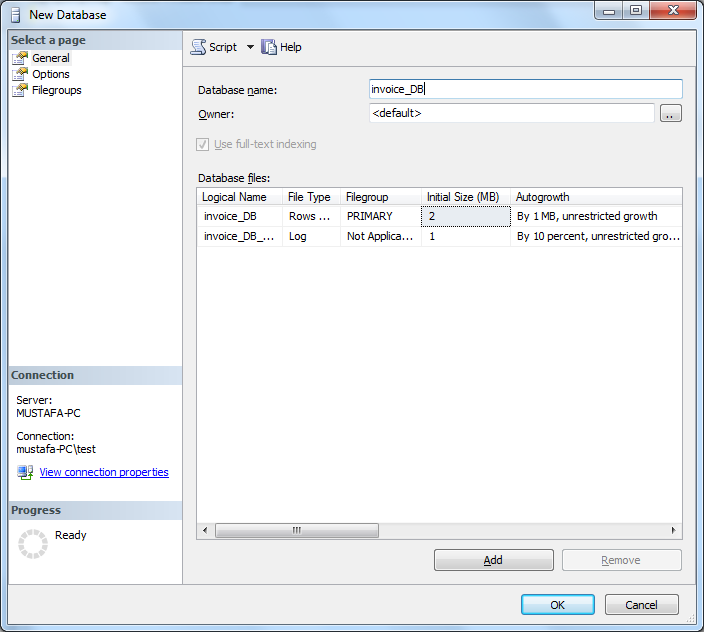 New Database
Select a page
General
Options
Filegroups
Script Help
Database name: invoice_DB
Owner: <default>
..
Use full-text indexing
Database files:
Logical Name File Type Filegroup Initial Size (MB) Autogrowth
invoice_DB Rows ... PRIMARY 2 By 1 MB, unrestricted growth
invoice_DB_... Log Not Applica... 1 By 10 percent, unrestricted gro...
Connection
Server:
MUSTAFA-PC
Connection:
mustafa-PC\test
View connection properties
Progress
Ready
Add Remove
OK Cancel